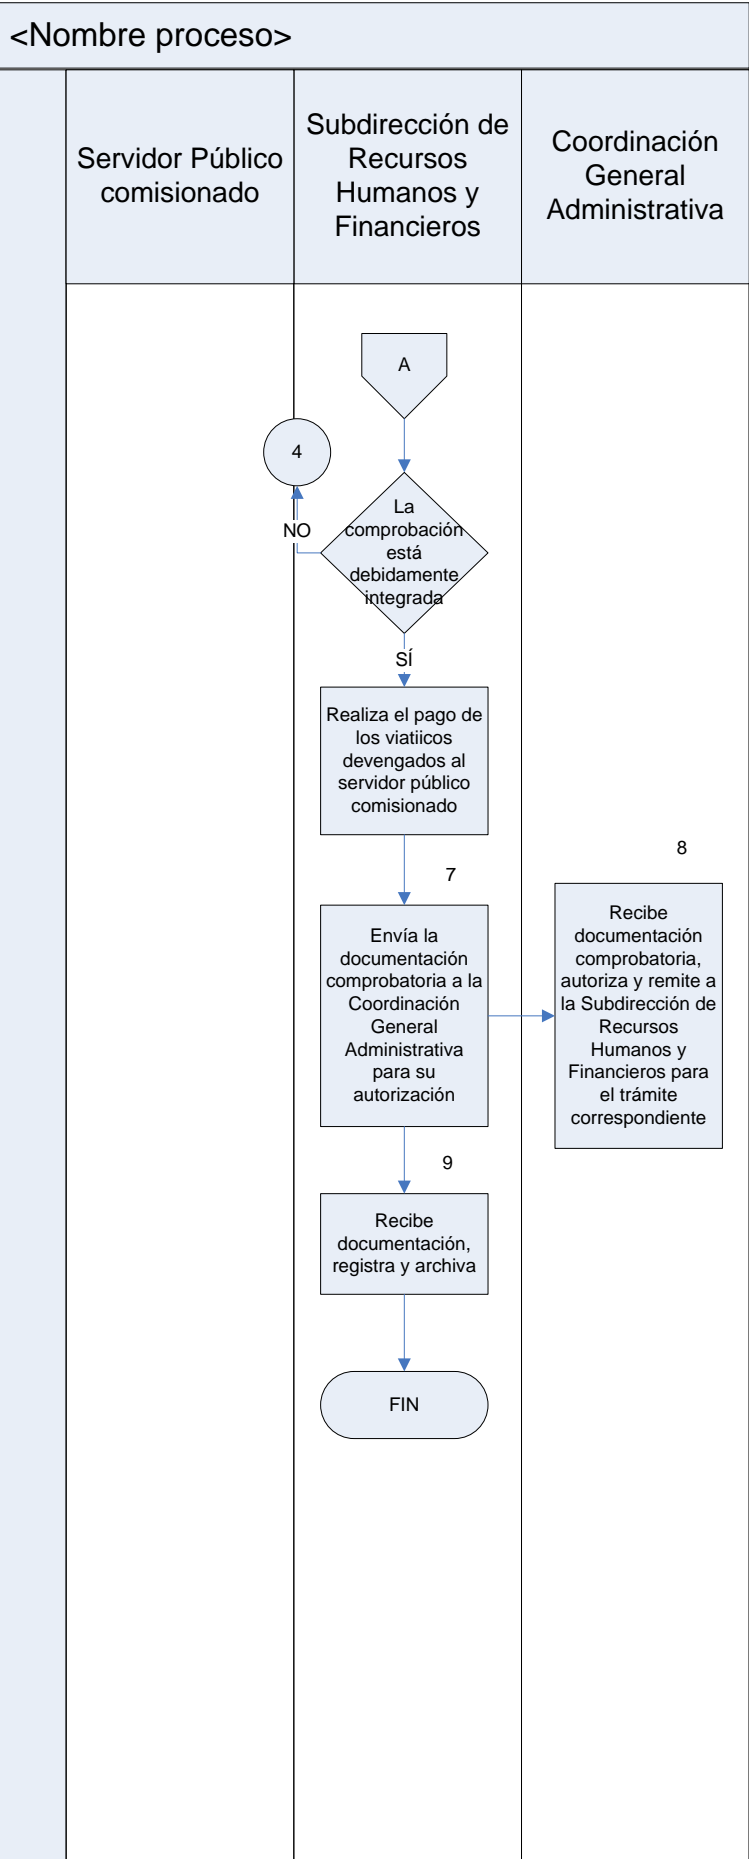 <Nombre proceso>
Servidor Público
comisionado
Subdirección de
Recursos
Humanos y
Financieros
Coordinación
General
Administrativa
A
4
NO
La
comprobación
está
debidamente
integrada
SÍ
Realiza el pago de
los viatiicos
devengados al
servidor público
comisionado
7
Envía la
documentación
comprobatoria a la
Coordinación
General
Administrativa
para su
autorización
8
Recibe
documentación
comprobatoria,
autoriza y remite a
la Subdirección de
Recursos
Humanos y
Financieros para
el trámite
correspondiente
9
Recibe
documentación,
registra y archiva
FIN